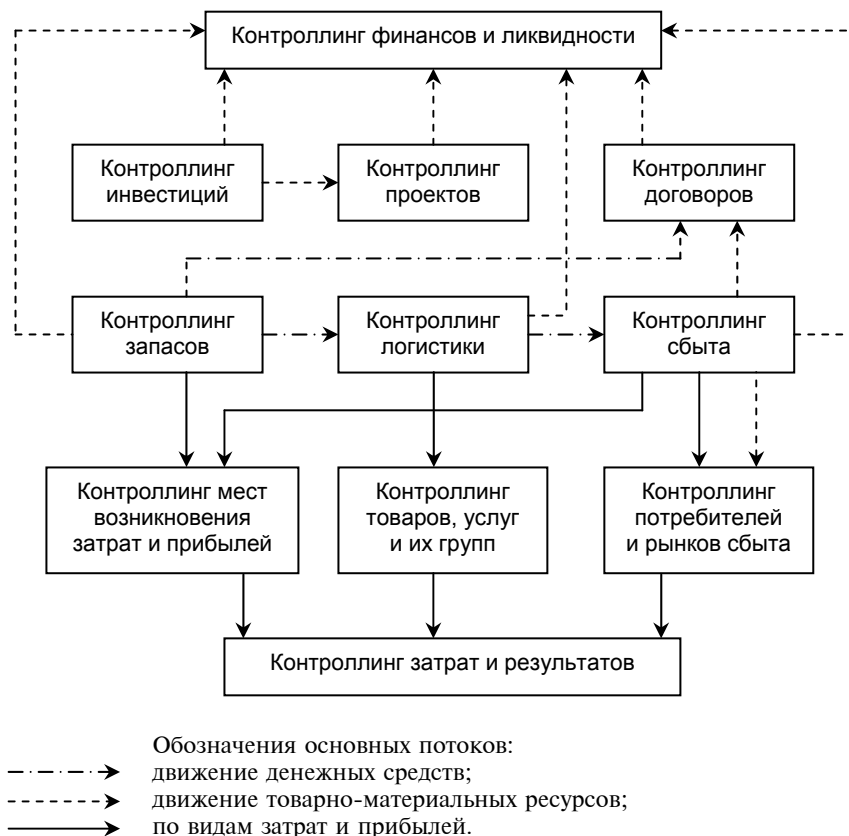 Контроллинг финансов и ликвидности
Контроллинг
инвестиций
Контроллинг
проектов
Контроллинг
договоров
Контроллинг
запасов
Контроллинг
логистики
Контроллинг
сбыта
Контроллинг мест
возникновения
затрат и прибылей
Контроллинг
товаров, услуг
и их групп
Контроллинг
потребителей
и рынков сбыта
Контроллинг затрат и результатов
Обозначения основных потоков:
движение денежных средств;
движение товарно-материальных ресурсов;
по видам затрат и прибылей.